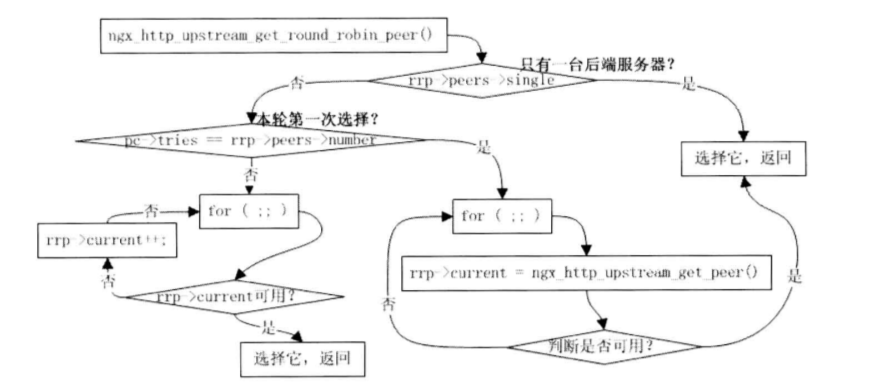 ngx_http_upstream_get_round_robin_peer()
只有一台后端服务器？
rrp->peers->single
否
是
本轮第一次选择？
pc->tries == rrp->peers->number
是
选择它，返回
否
否
for ( ;; )
for ( ;; )
rrp->current++;
rrp->current = ngx_http_upstream_get_peer()
是
否
rrp->current可用？
否
是
判断是否可用？
选择它，返回